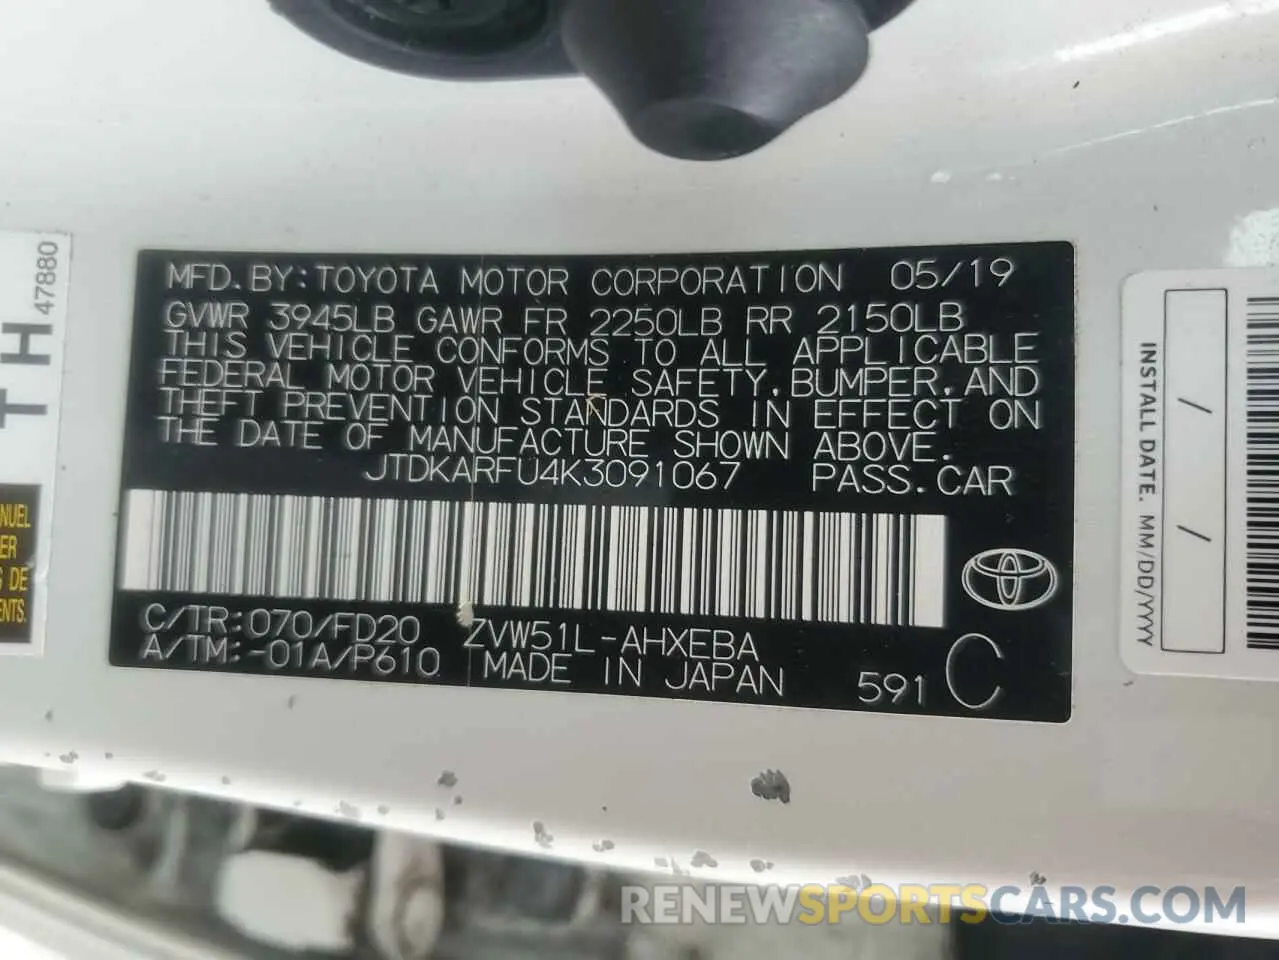 MFD.BY:TOYOTA MOTOR CORPORATION 05/19
GVWR 3945LB GAWR FR 2250LB RR 2150LB
THIS VEHICLE CONFORMS TO ALL APPLICABLE
FEDERAL MOTOR VEHICLE SAFETY,BUMPER,AND
THEFT PREVENTION STANDARDS IN EFFECT ON
THE DATE OF MANUFACTURE SHOWN ABOVE.
JTDKARFU4K3091067 PASS.CAR
C/TR:070/FD20 ZVW51L-AHXEBA
A/TM:-01A/P610 MADE IN JAPAN 591 C
47880
TH
NUEL
ER
S DE
ENTS.
INSTALL DATE. MM/DD/YYYY
/ /
RENEWSPORTSCARS.COM